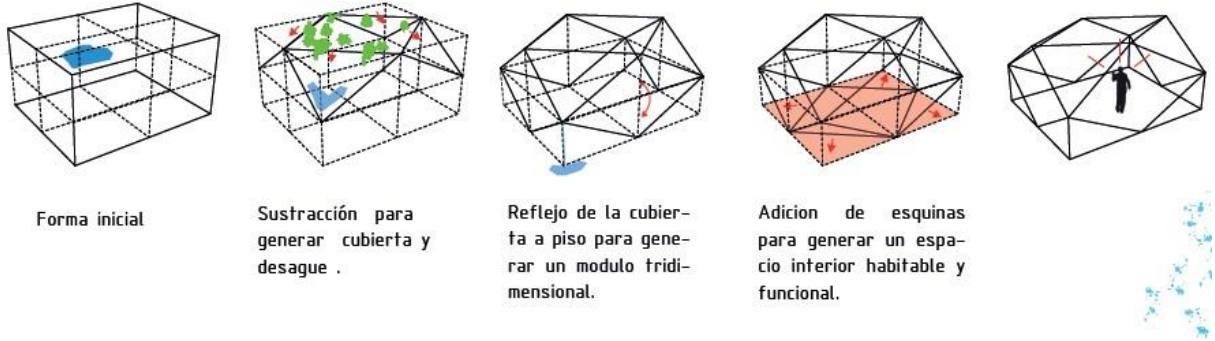 Forma inicial
Sustracción para
generar cubierta y
desague .
Reflejo de la cubier-
ta a piso para gene-
rar un modulo tridi-
mensional.
Adicion de esquinas
para generar un espa-
cio interior habitable y
funcional.